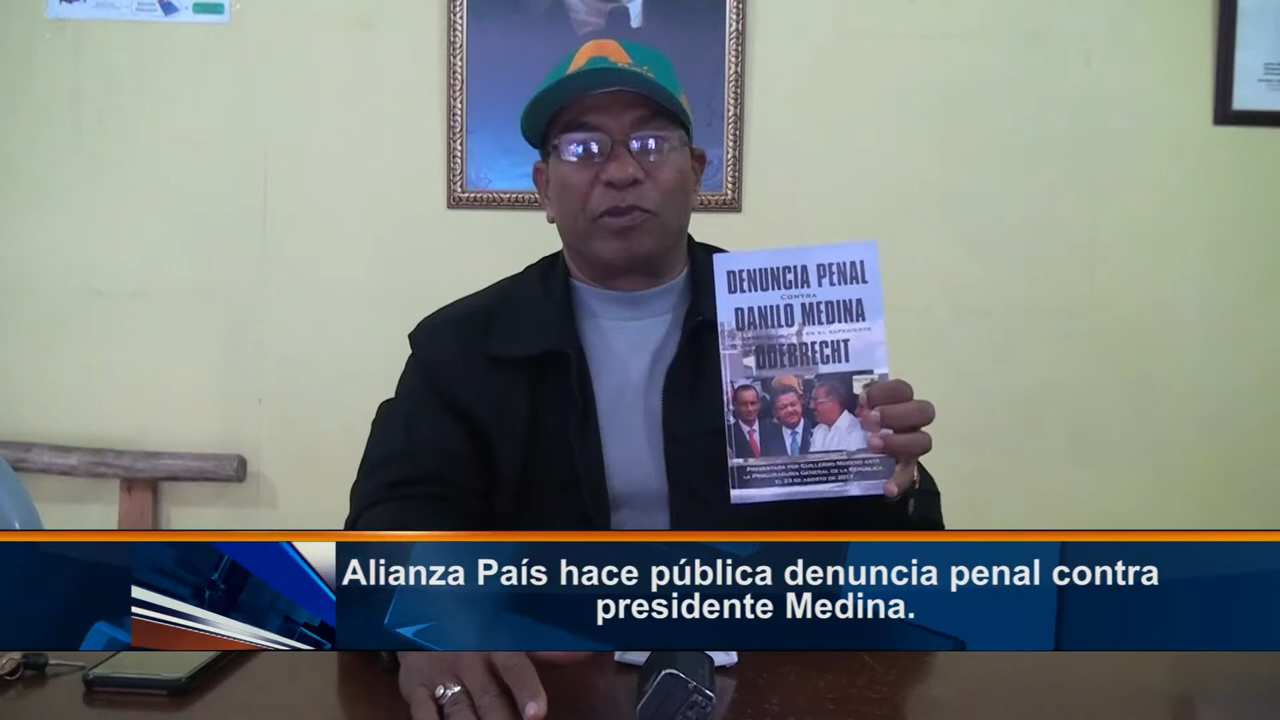 País
DENUNCIA PENAL
CONTRA
DANILO MEDINA
EN EL EXPEDIENTE
ODEBRECHT
PRESENTADA POR GUILLERMO MORENO ANTE
LA PROCURADURÍA GENERAL DE LA REPÚBLICA,
EL 23 DE AGOSTO DE 2017
Alianza País hace pública denuncia penal contra
presidente Medina.